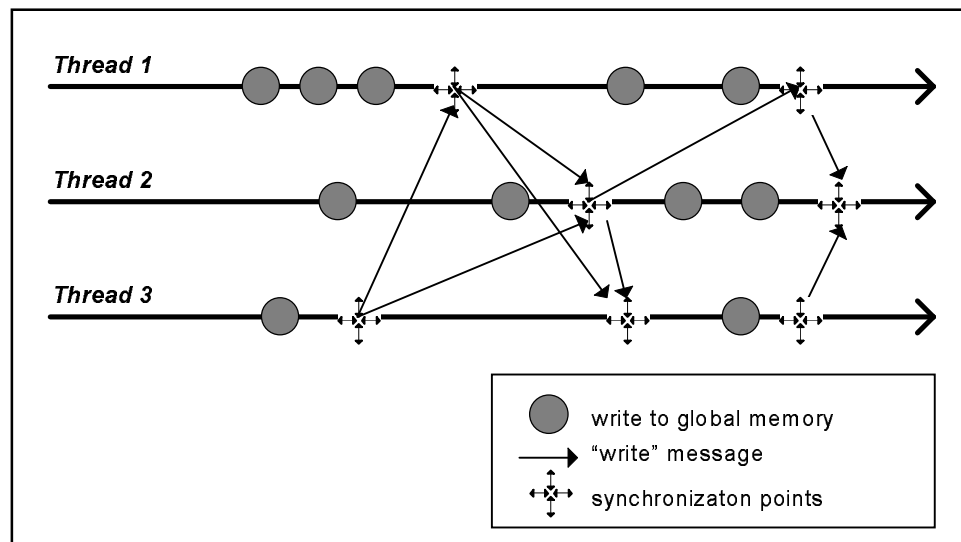 Thread 1
Thread 2
Thread 3
write to global memory
“write” message
synchronizaton points